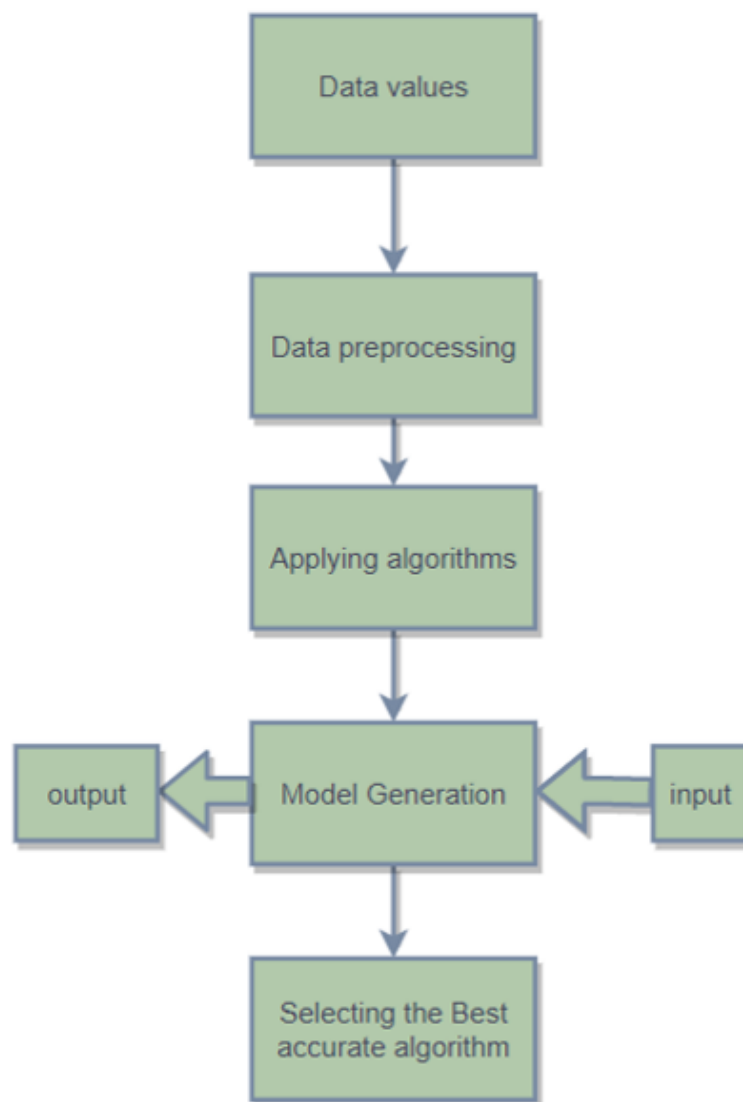 Data values
Data preprocessing
Applying algorithms
output
Model Generation
input
Selecting the Best
accurate algorithm